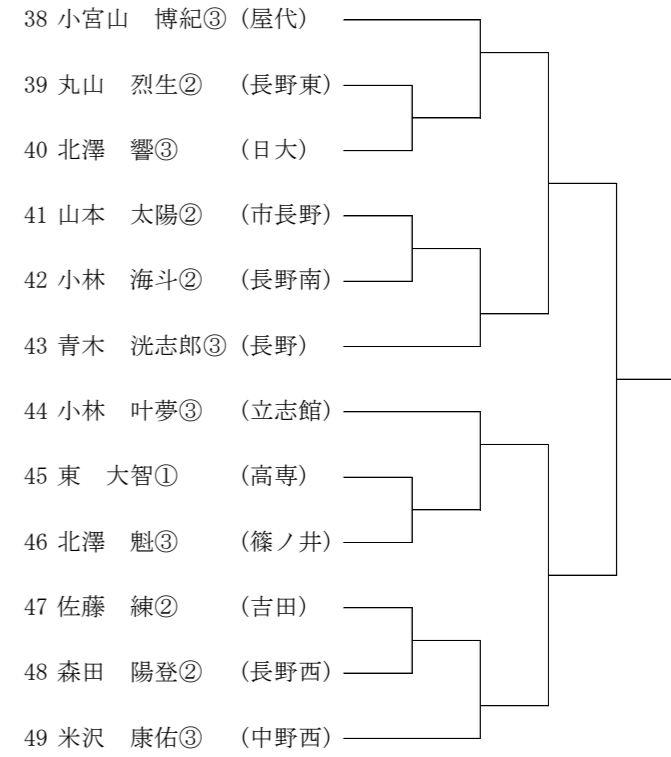 38 小宮山　博紀③ (屋代)
39 丸山　烈生②　(長野東)
40 北澤　響③　　(日大)
41 山本　太陽②　(市長野)
42 小林　海斗②　(長野南)
43 青木　洸志郎③ (長野)
44 小林　叶夢③　(立志館)
45 東　大智①　　(高専)
46 北澤　魁③　　(篠ノ井)
47 佐藤　練②　　(吉田)
48 森田　陽登②　(長野西)
49 米沢　康佑③　(中野西)